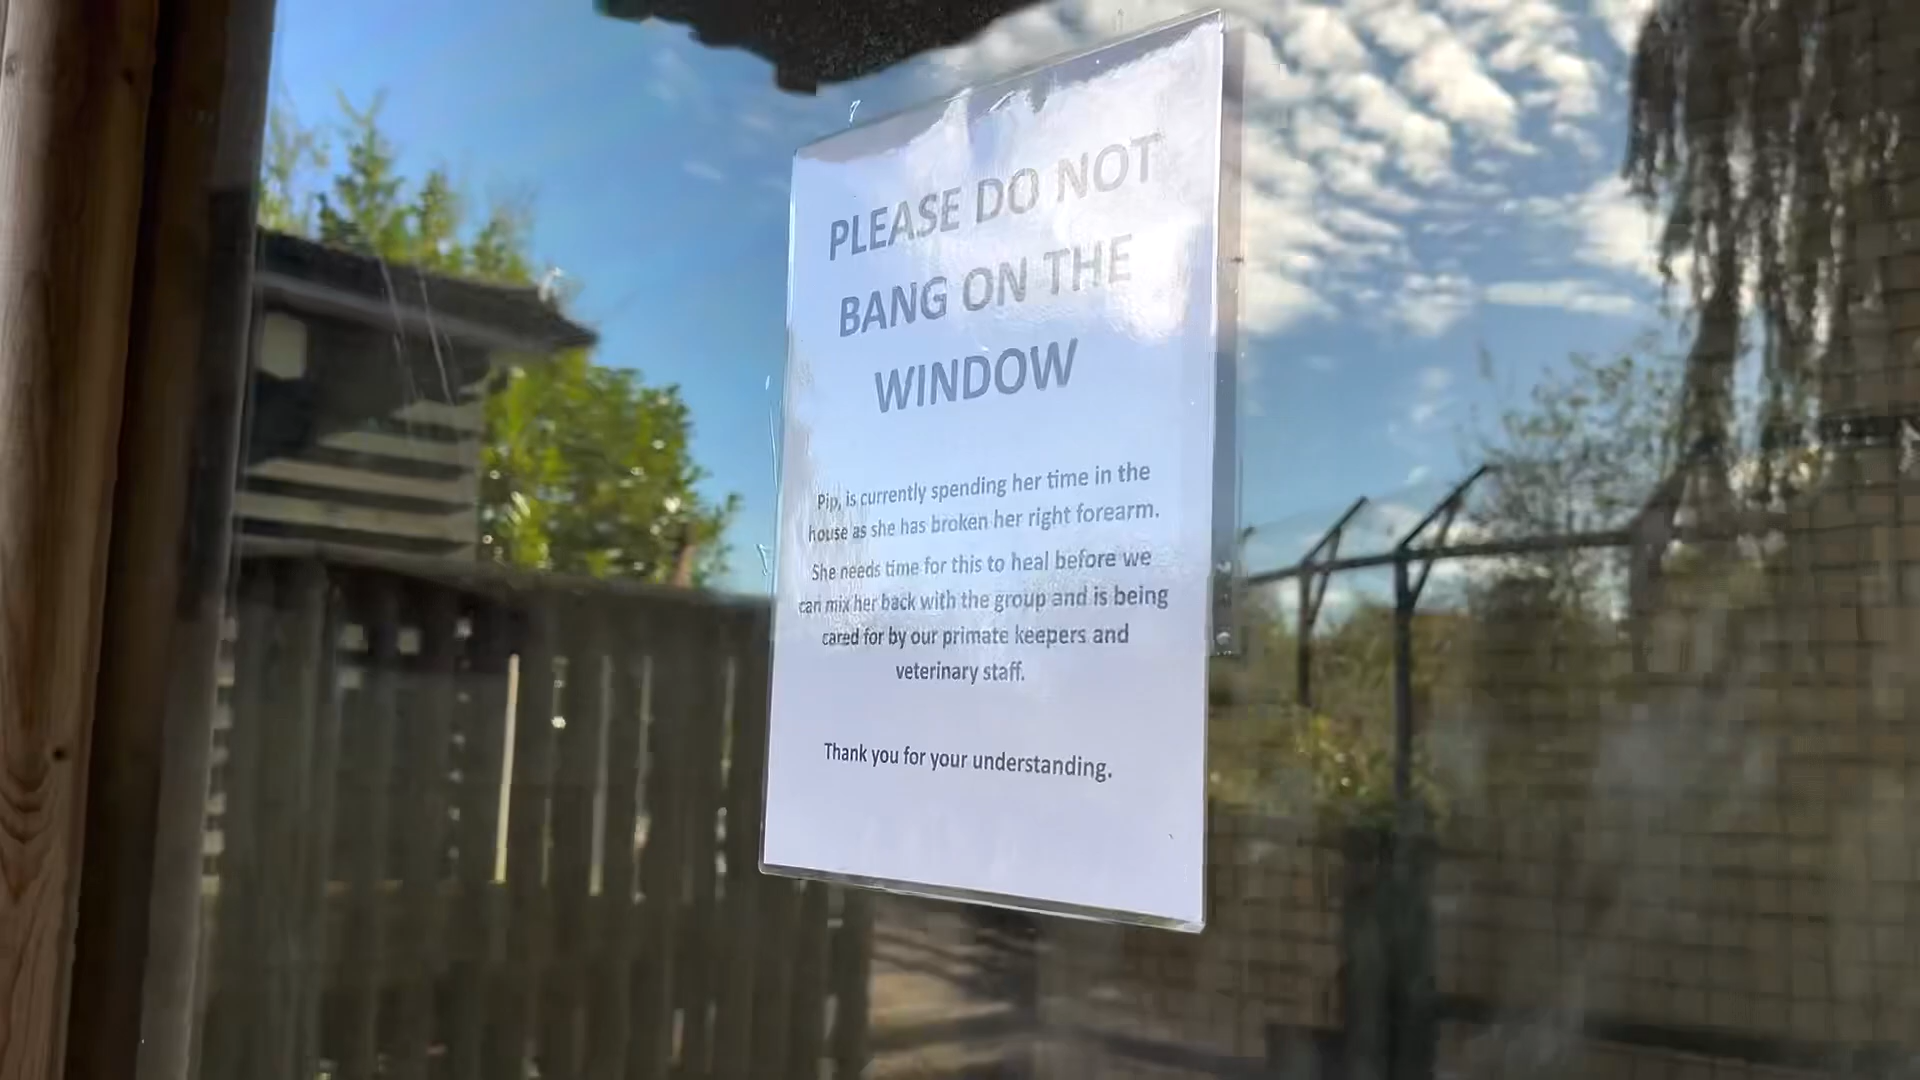 PLEASE DO NOT
BANG ON THE
WINDOW
Pip, is currently spending her time in the
house as she has broken her right forearm.
She needs time for this to heal before we
can mix her back with the group and is being
cared for by our primate keepers and
veterinary staff.
Thank you for your understanding.